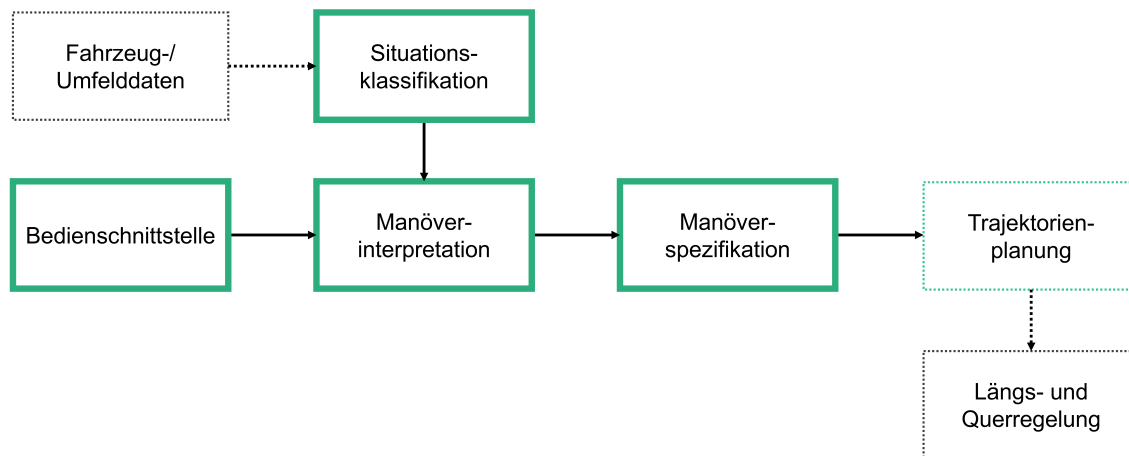 Fahrzeug-/
Umfelddaten
Situations-
klassifikation
Bedienschnittstelle
Manöver-
interpretation
Manöver-
spezifikation
Trajektorien-
planung
Längs- und
Querregelung